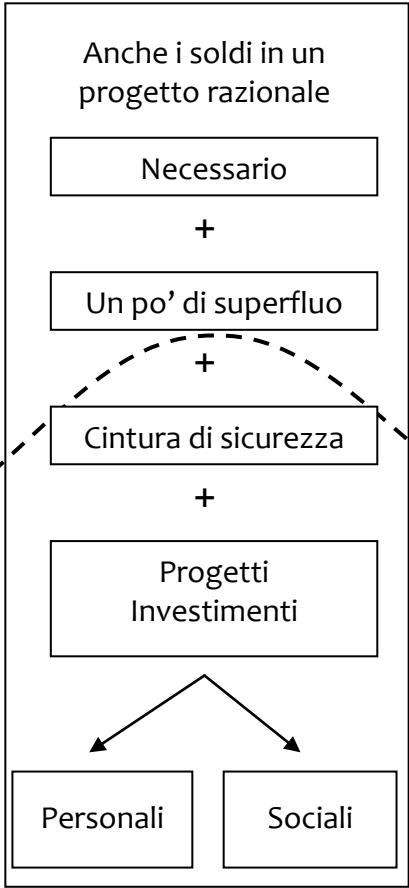 Anche i soldi in un
progetto razionale
Necessario
+
Un po’ di superfluo
+
Cintura di sicurezza
+
Progetti
Investimenti
Personali
Sociali